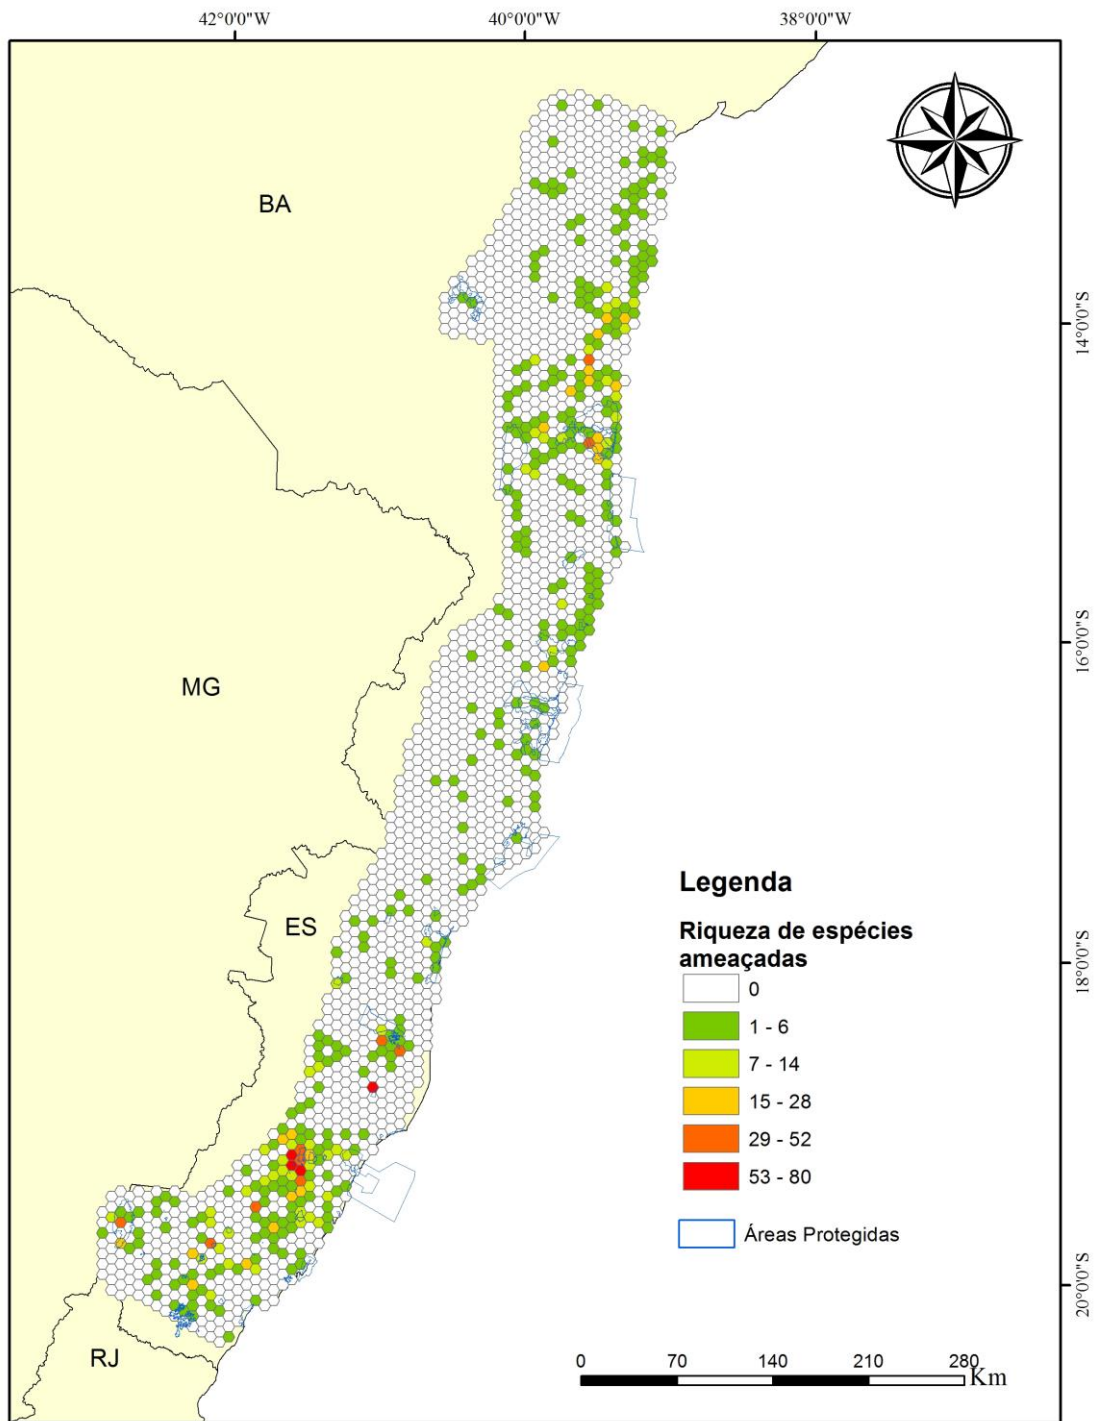 42°0'0"W 40°0'0"W 38°0'0"W
BA
14°0'0"S
16°0'0"S
MG
Legenda
Riqueza de espécies
ameaçadas
ES
18°0'0"S
0
1 - 6
7 - 14
15 - 28
29 - 52
53 - 80
Áreas Protegidas
20°0'0"S
RJ
0 70 140 210 280
Km